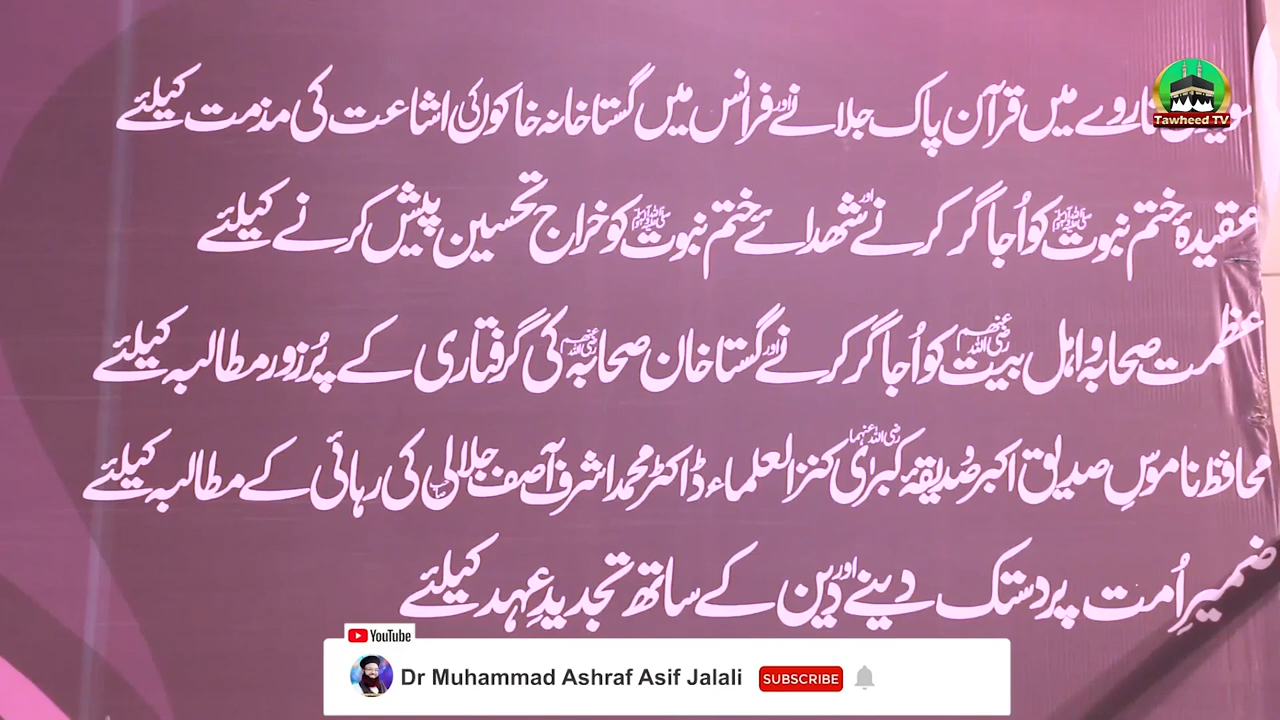 ناروے میں قرآن پاک جلانے اور فرانس میں گستاخانہ خاکوں کی اشاعت کی مذمت کیلئے
Tawheed TV
عقیدۂ ختم نبوت ﷺ کو اُجاگر کرنے اور شھدائے ختم نبوت ﷺ کو خراج تحسین پیش کرنے کیلئے
عظمت صحابہ و اہل بیت رضی اللہ عنھم کو اُجاگر کرنے اور گستاخان صحابہ رضی اللہ عنھم کی گرفتاری کے پُرزور مطالبہ کیلئے
محافظ ناموسِ صدیق اکبر صُدیقۂ کبریٰ رضی اللہ عنہما کنز العلماء ڈاکٹر محمد اشرف آصف جلالی کی رہائی کے مطالبہ کیلئے
ضمیرِ اُمت پر دستک دینے اور دین کے ساتھ تجدیدِ عہد کیلئے
YouTube
Dr Muhammad Ashraf Asif Jalali SUBSCRIBE